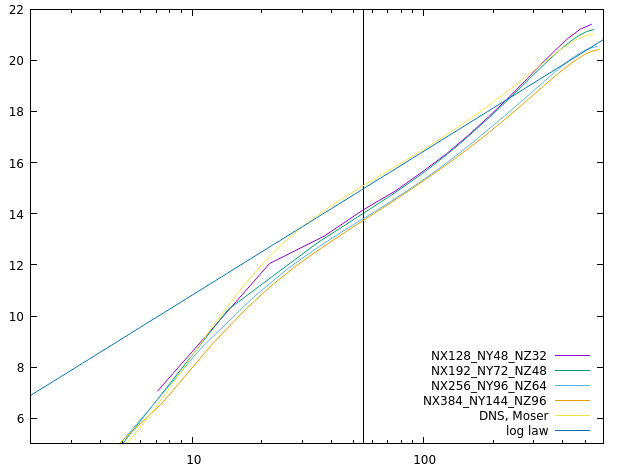 22
20
18
16
14
12
10
8
6
NX128_NY48_NZ32
NX192_NY72_NZ48
NX256_NY96_NZ64
NX384_NY144_NZ96
DNS, Moser
log law
10
100